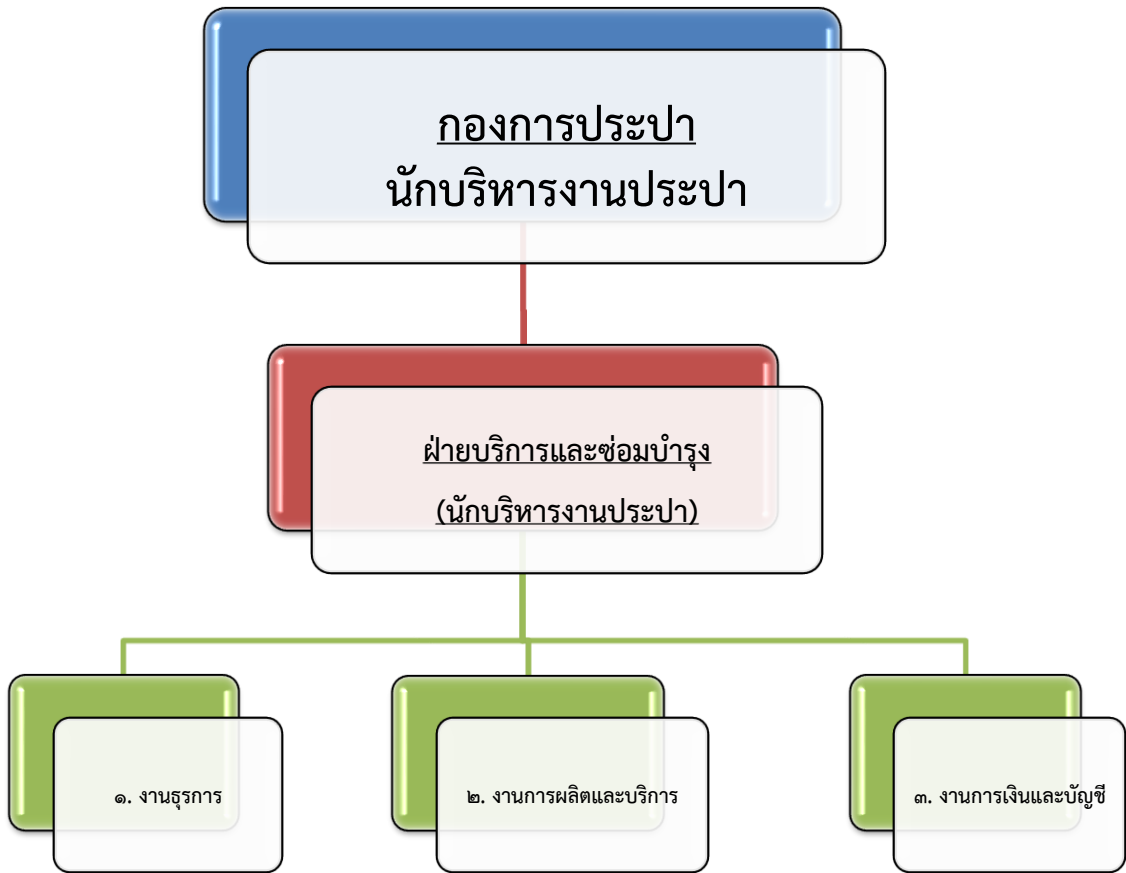 กองการประปา
นักบริหารงานประปา
ฝ่ายบริการและซ่อมบำรุง
(นักบริหารงานประปา)
๑. งานธุรการ
๒. งานการผลิตและบริการ
๓. งานการเงินและบัญชี